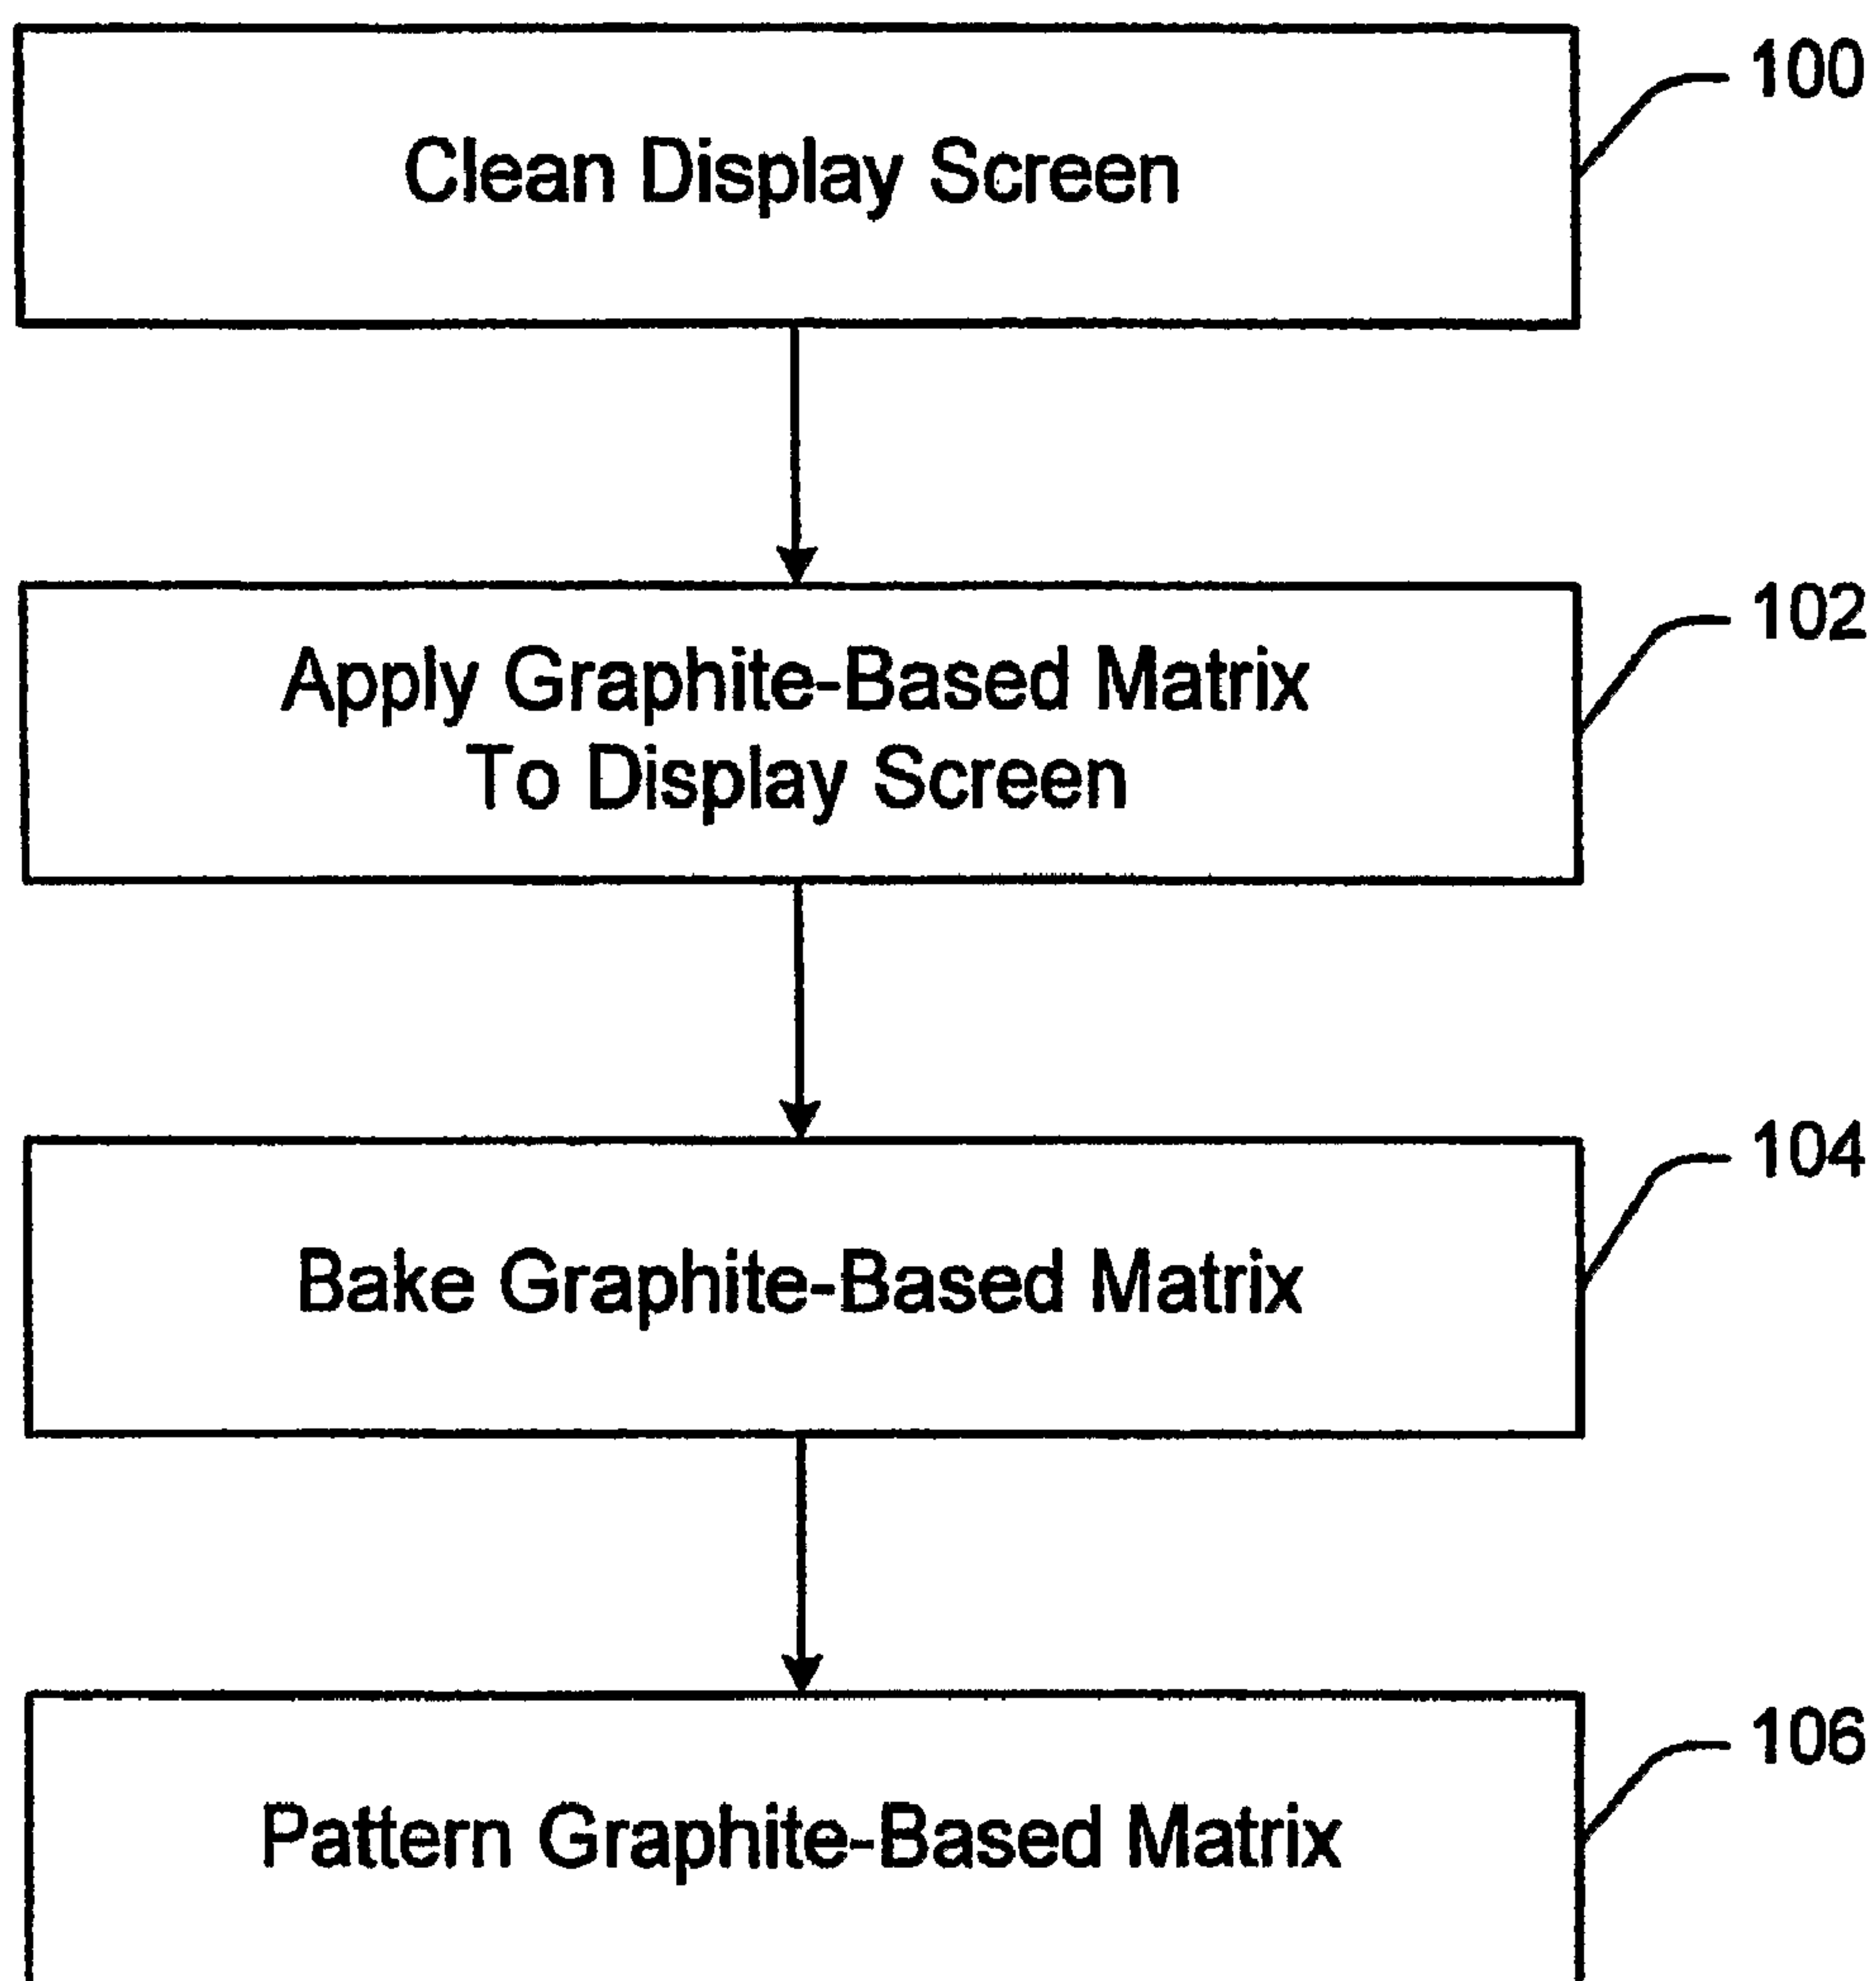 Clean Display Screen
100
Apply Graphite-Based Matrix
To Display Screen
102
Bake Graphite-Based Matrix
104
Pattern Graphite-Based Matrix
106